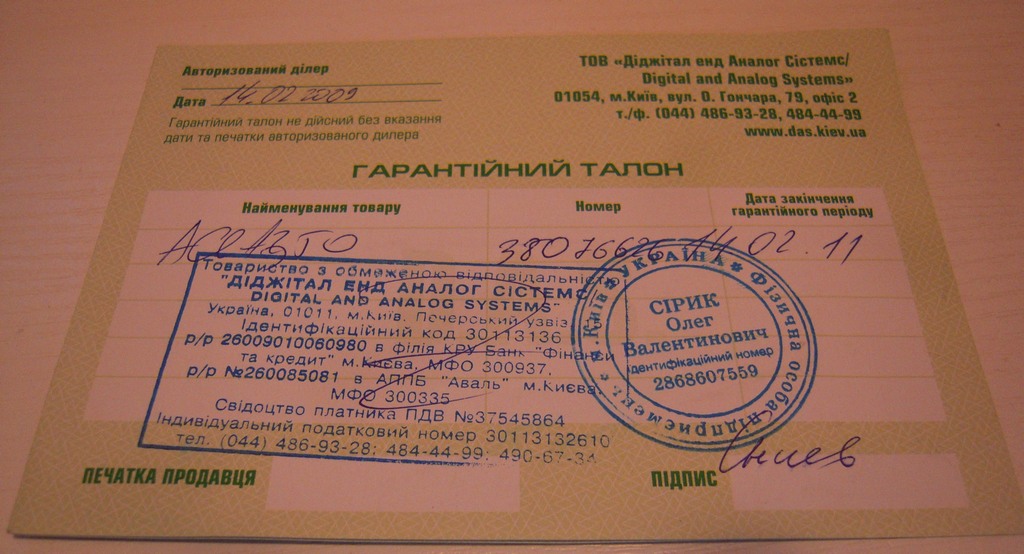 Авторизований ділер
Дата 14.02 2009
Гарантійний талон не дійсний без вказання
дати та печатки авторизованого дилера
ТОВ «Діджітал енд Аналог Сістемс/
Digital and Analog Systems»
01054, м.Київ, вул. О. Гончара, 79, офіс 2
т./ф. (044) 486-93-28, 484-44-99
www.das.kiev.ua
ГАРАНТІЙНИЙ ТАЛОН
Найменування товару
Номер
Дата закінчення
гарантійного періоду
14.02.11
Товариство з обмеженою відповідальністю
"ДІДЖІТАЛ ЕНД АНАЛОГ СІСТЕМС/
DIGITAL AND ANALOG SYSTEMS"
Україна, 01011, м.Київ, Печерський узвіз
Ідентифікаційний код 30113136
р/р 26009010060980 в філія КРУ Банк "Фінанси
та кредит" м.Києва, МФО 300937.
р/р №260085081 в АППБ "Аваль" м.Києва,
МФО 300335
Свідоцтво платника ПДВ №37545864
Індивідуальний податковий номер 30113132610
тел. (044) 486-93-28; 484-44-99; 490-67-34
УКРАЇНА * Фізична особа-підприємець * м.Київ
СІРИК
Олег
Валентинович
Ідентифікаційний номер
2868607559
ПЕЧАТКА ПРОДАВЦЯ
ПІДПИС